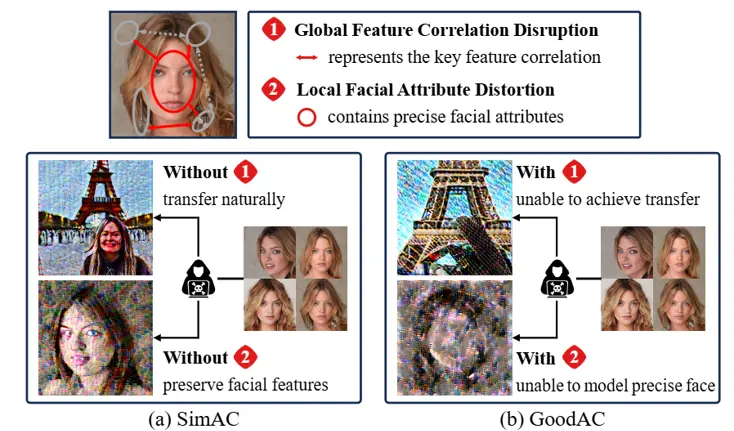 1 Global Feature Correlation Disruption
represents the key feature correlation
2 Local Facial Attribute Distortion
contains precise facial attributes
Without 1
transfer naturally
Without 2
preserve facial features
(a) SimAC
With 1
unable to achieve transfer
With 2
unable to model precise face
(b) GoodAC